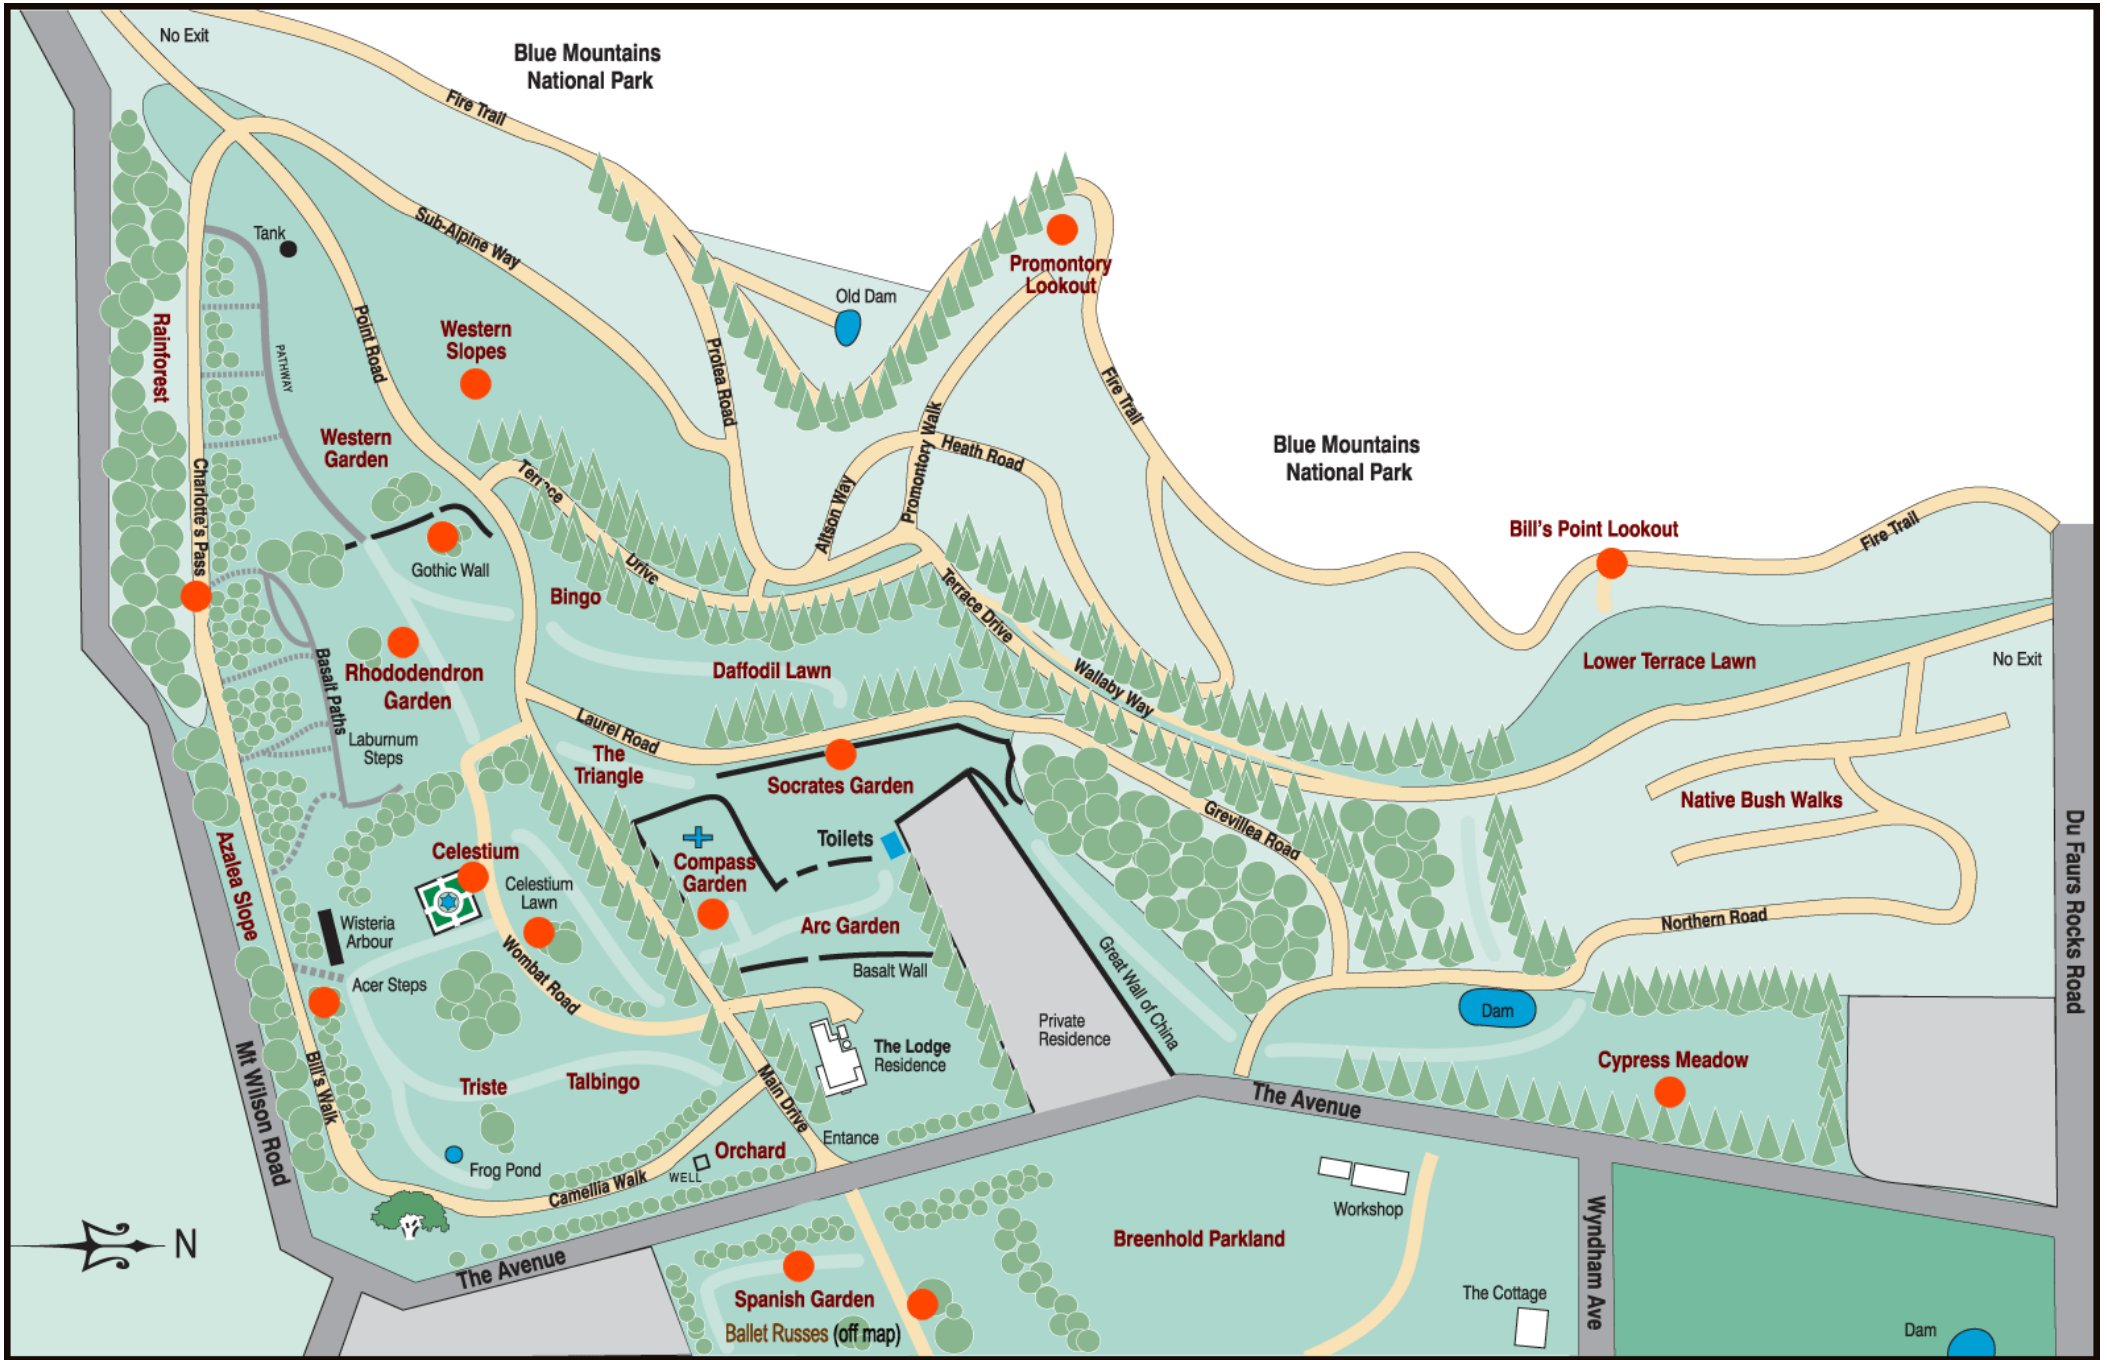 No Exit
Blue Mountains
National Park
Fire Trail
Tank
Sub-Alpine Way
Promontory
Lookout
Old Dam
Rainforest
PATHWAY
Point Road
Western
Slopes
Protea Road
Fire Trail
Western
Garden
Charlotte's Pass
Terrace
Drive
Altson Way
Promontory Walk
Heath Road
Blue Mountains
National Park
Bill's Point Lookout
Fire Trail
Gothic Wall
Bingo
Terrace Drive
Daffodil Lawn
Wallaby Way
Lower Terrace Lawn
No Exit
Basalt Paths
Rhododendron
Garden
Laburnum
Steps
Laurel Road
The
Triangle
Socrates Garden
Toilets
Compass
Garden
Arc Garden
Basalt Wall
Grevillea Road
Native Bush Walks
Northern Road
Du Faurs Rocks Road
Azalea Slope
Celestium
Celestium
Lawn
Wisteria
Arbour
Acer Steps
Wombat Road
Great Wall of China
Private
Residence
Dam
Cypress Meadow
Mt Wilson Road
Bill's Walk
Triste
Talbingo
Main Drive
The Lodge
Residence
Entance
Orchard
WELL
Frog Pond
Camellia Walk
The Avenue
The Avenue
N
Spanish Garden
Ballet Russes (off map)
Breenhold Parkland
Workshop
The Cottage
Wyndham Ave
Dam